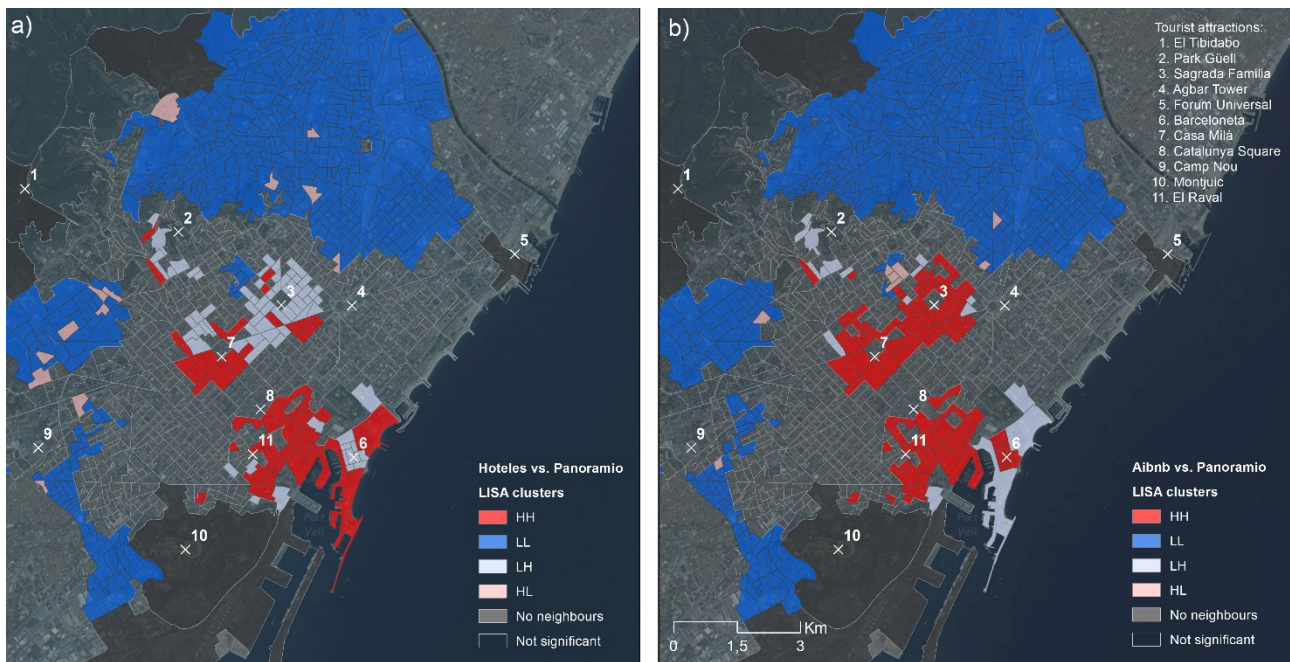 a)
1
2
3
4
5
6
7
8
9
10
11
Port
Vell
Hoteles vs. Panoramio
LISA clusters
HH
LL
LH
HL
No neighbours
Not significant
b)
Tourist attractions:
1. El Tibidabo
2. Park Güell
3. Sagrada Familia
4. Agbar Tower
5. Forum Universal
6. Barceloneta
7. Casa Milà
8. Catalunya Square
9. Camp Nou
10. Montjuic
11. El Raval
1
2
3
4
5
6
7
8
9
10
11
Port
Vell
Aibnb vs. Panoramio
LISA clusters
HH
LL
LH
HL
No neighbours
Not significant
Km
0 1,5 3